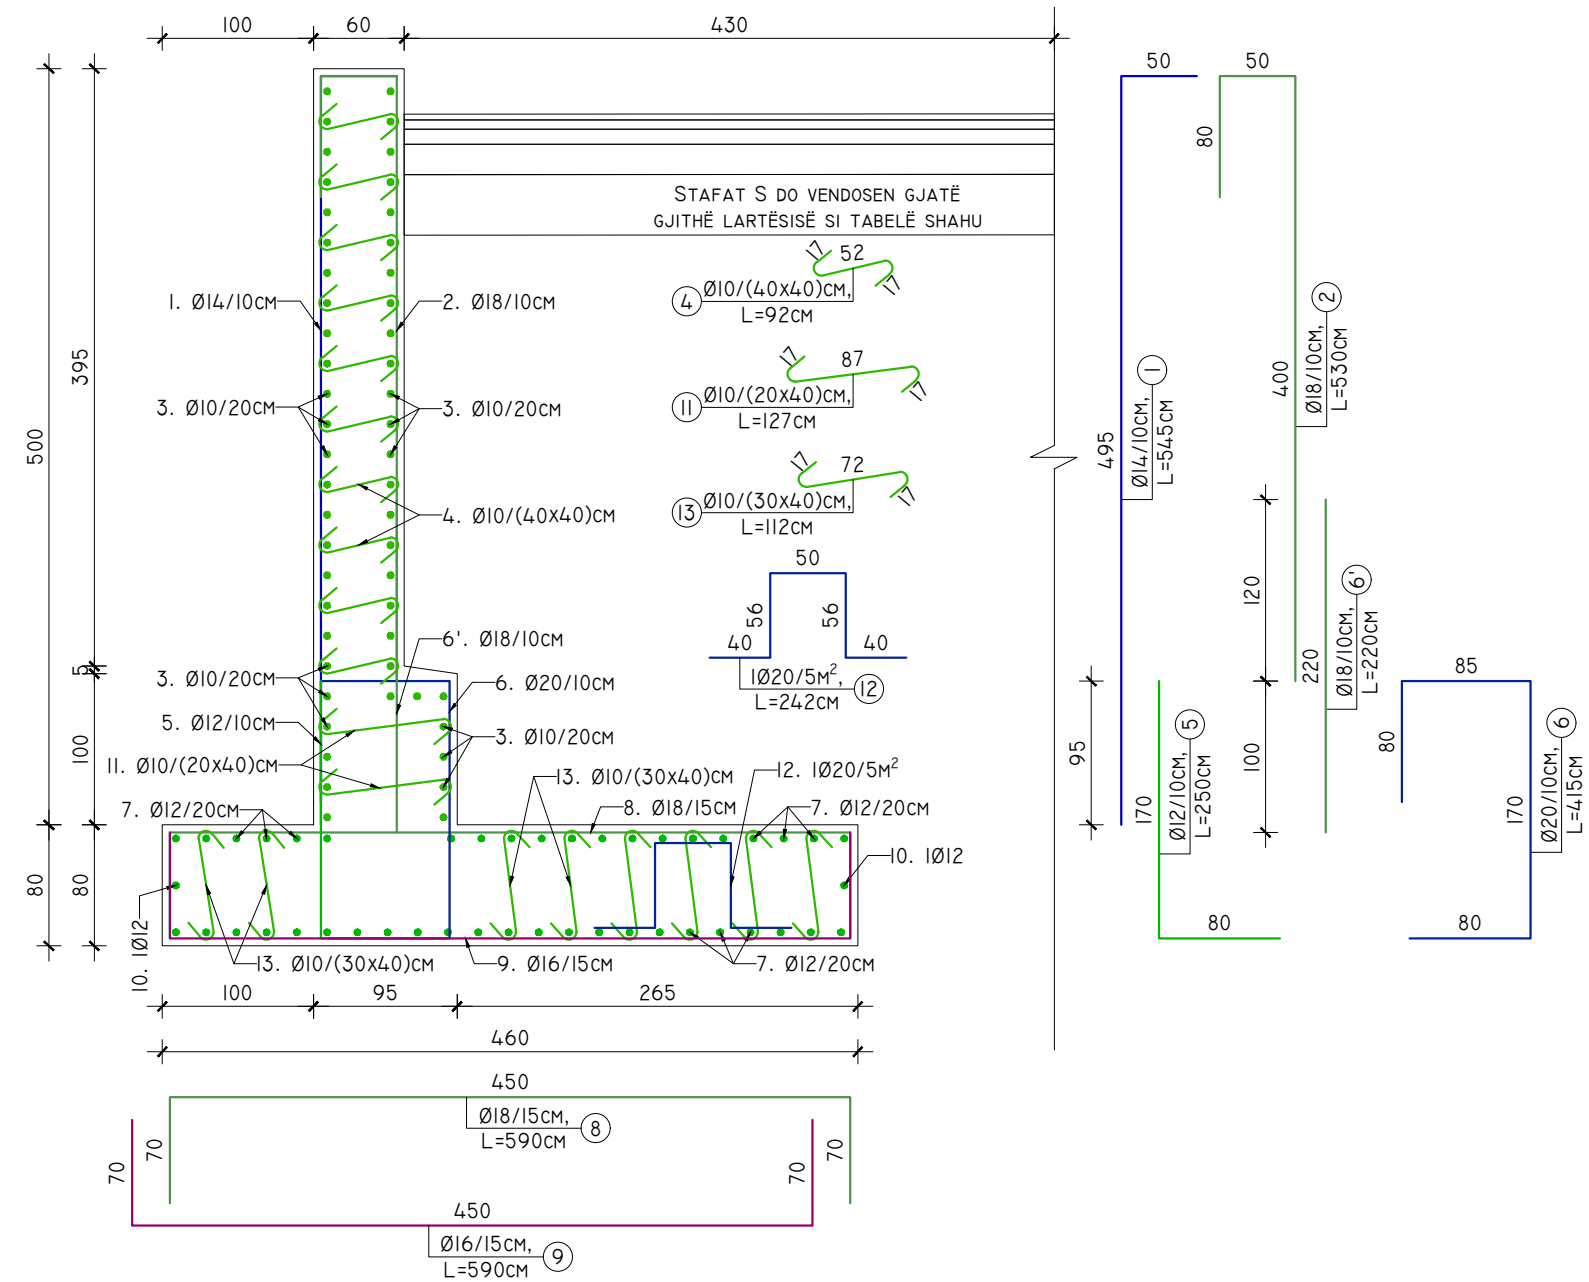 100
60
430
500
395
5
100
80
80
STAFAT S DO VENDOSEN GJATË
GJITHË LARTËSISË SI TABELË SHAHU
1. Ø14/10CM
2. Ø18/10CM
3. Ø10/20CM
3. Ø10/20CM
4. Ø10/(40X40)CM
6'. Ø18/10CM
3. Ø10/20CM
6. Ø20/10CM
5. Ø12/10CM
3. Ø10/20CM
11. Ø10/(20X40)CM
13. Ø10/(30X40)CM
12. 1Ø20/5M²
7. Ø12/20CM
8. Ø18/15CM
7. Ø12/20CM
10. 1Ø12
10. 1Ø12
13. Ø10/(30X40)CM
9. Ø16/15CM
7. Ø12/20CM
100
95
265
460
17
52
17
4
Ø10/(40X40)CM,
L=92CM
17
87
17
11
Ø10/(20X40)CM,
L=127CM
17
72
17
13
Ø10/(30X40)CM,
L=112CM
50
56
56
40
40
1Ø20/5M²,
L=242CM
12
50
495
Ø14/10CM,
L=545CM
1
50
80
400
Ø18/10CM,
L=530CM
2
120
100
220
Ø18/10CM,
L=220CM
6'
95
170
Ø12/10CM,
L=250CM
5
80
85
80
170
Ø20/10CM,
L=415CM
6
80
450
70
70
Ø18/15CM,
L=590CM
8
70
70
450
Ø16/15CM,
L=590CM
9